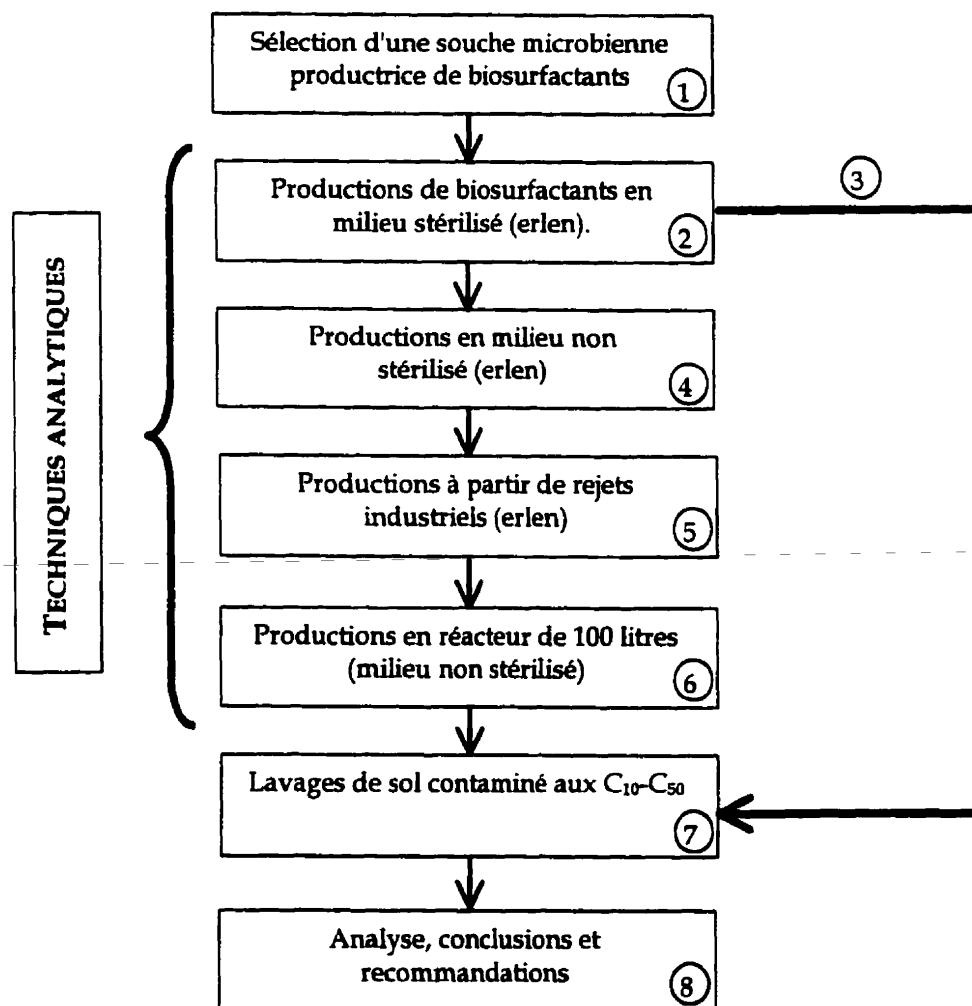 Sélection d'une souche microbienne
productrice de biosurfactants
1
Productions de biosurfactants en
milieu stérilisé (erlen).
2
3
Productions en milieu non
stérilisé (erlen)
4
Productions à partir de rejets
industriels (erlen)
5
Productions en réacteur de 100 litres
(milieu non stérilisé)
6
Lavages de sol contaminé aux C₁₀-C₅₀
7
Analyse, conclusions et
recommandations
8
TECHNIQUES ANALYTIQUES